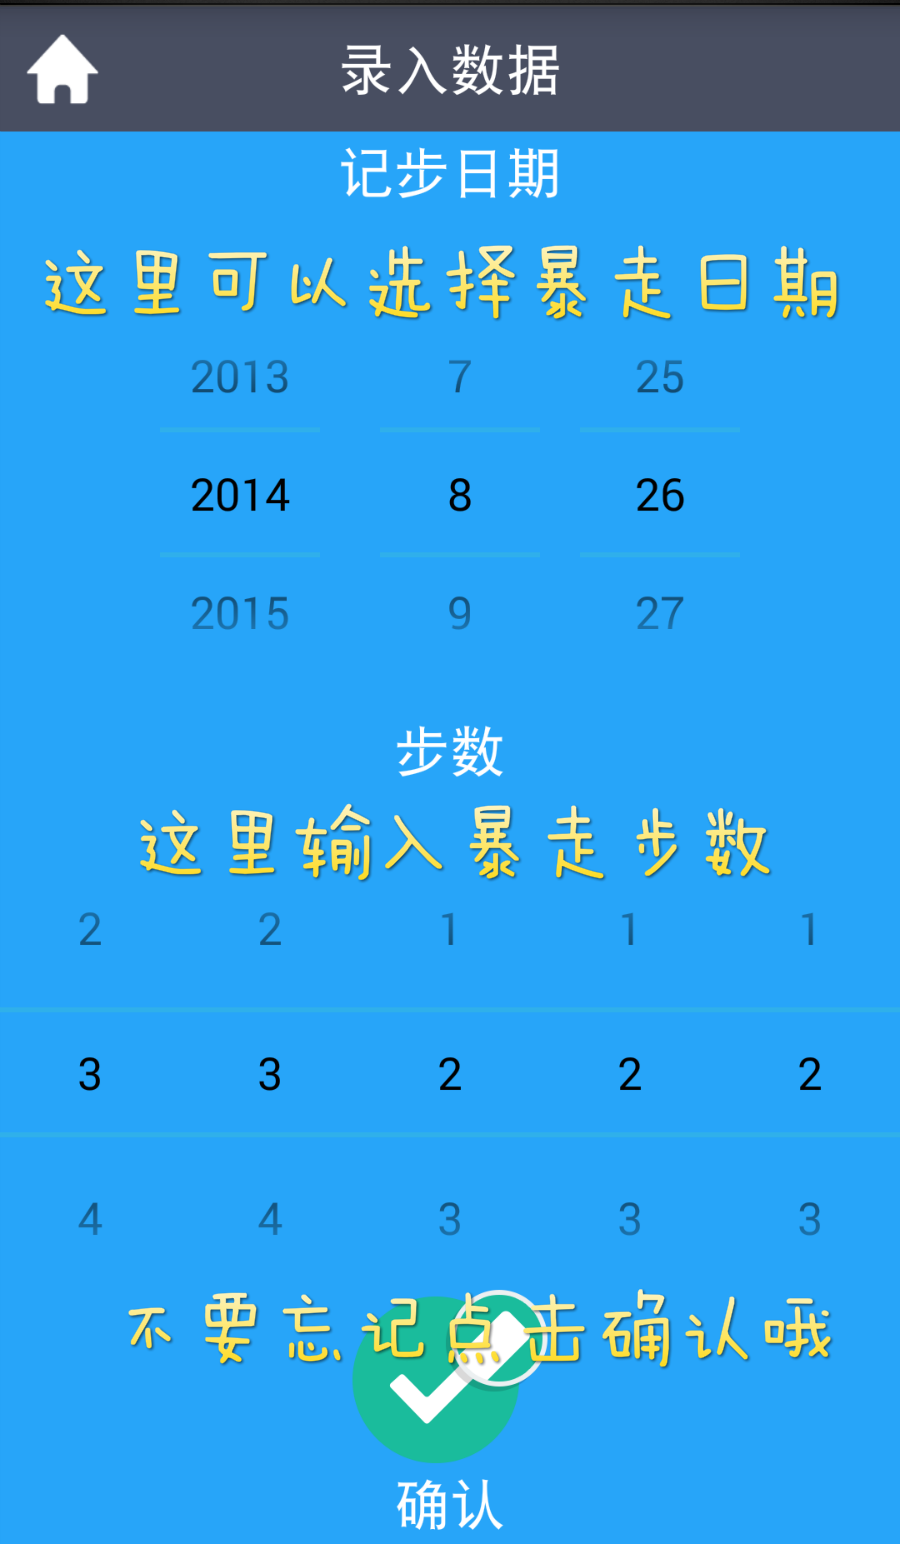 录入数据
记步日期
这里可以选择暴走日期
2013 7 25
2014 8 26
2015 9 27
步数
这里输入暴走步数
2 2 1 1 1
3 3 2 2 2
4 4 3 3 3
不要忘记点击确认哦
确认